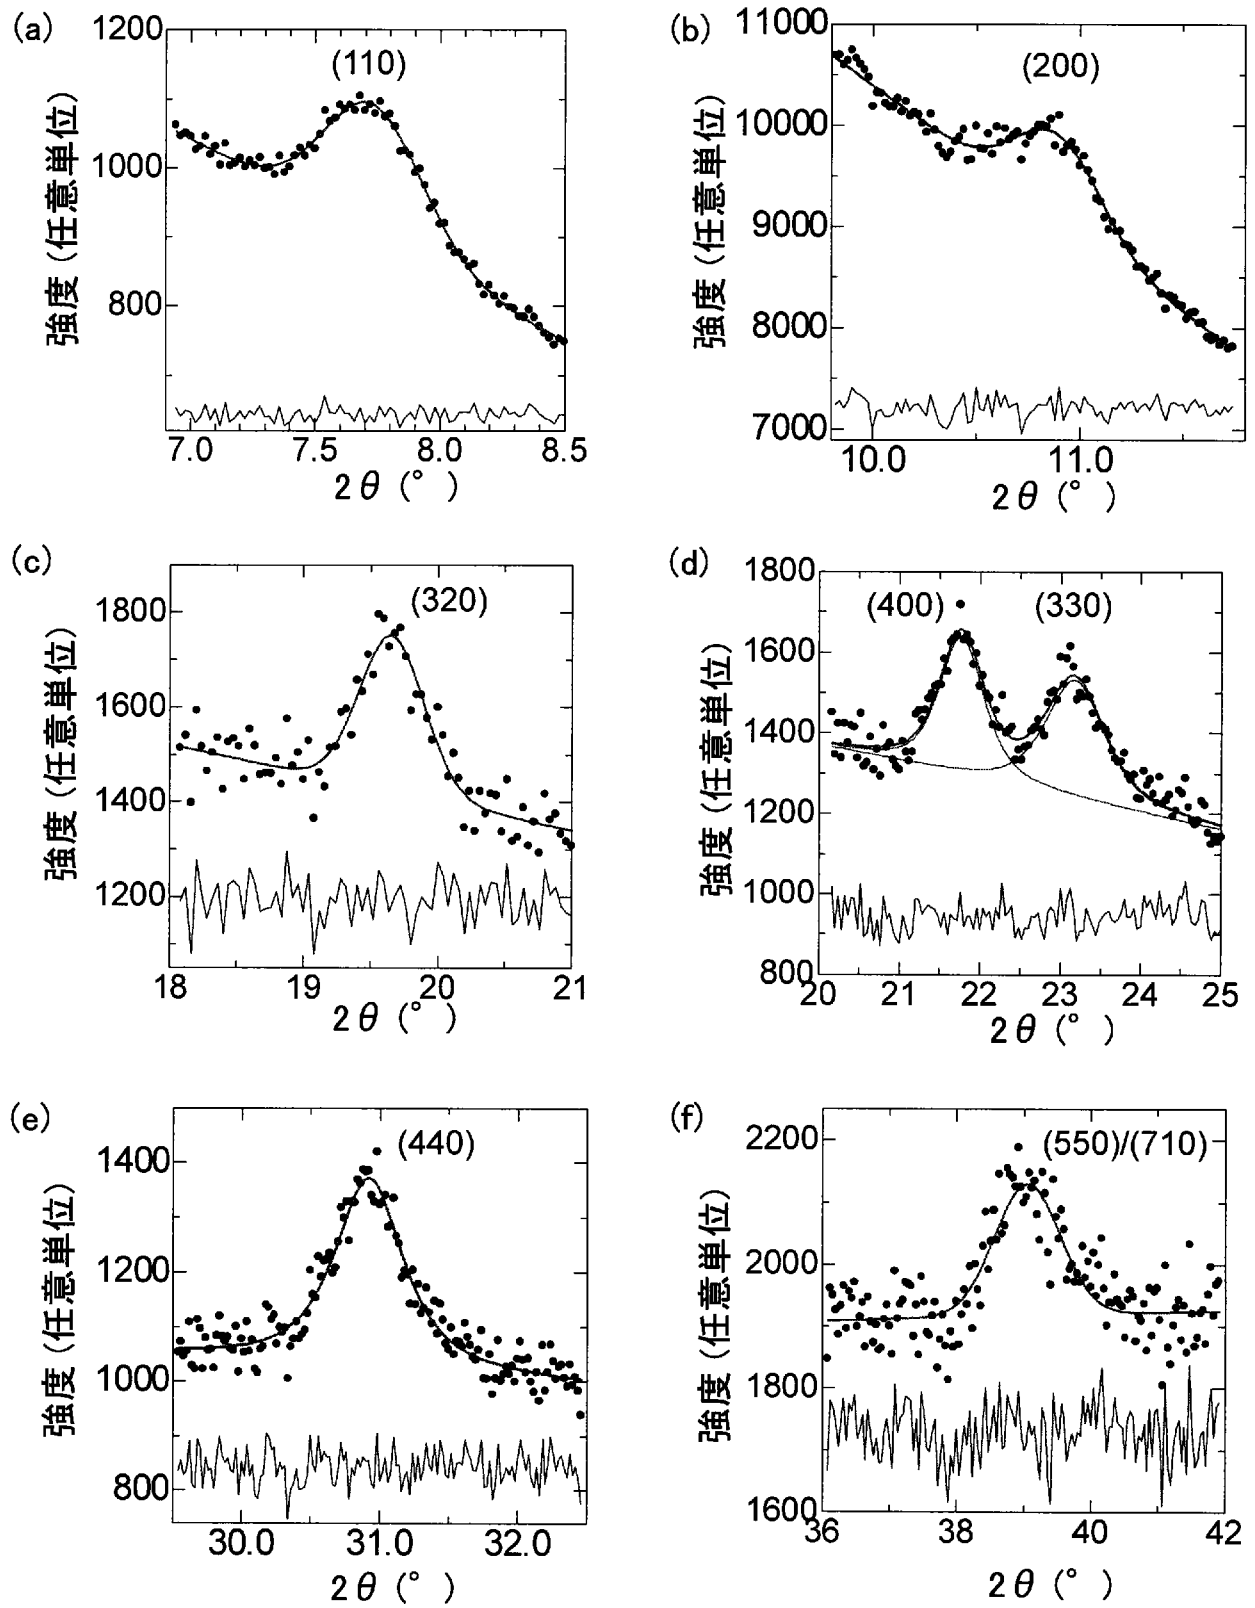 (a)
1200
1000
800
強度 (任意単位)
(110)
7.0 7.5 8.0 8.5
2θ (°)
(b)
11000
10000
9000
8000
7000
強度 (任意単位)
(200)
10.0 11.0
2θ (°)
(c)
1800
1600
1400
1200
強度 (任意単位)
(320)
18 19 20 21
2θ (°)
(d)
1800
1600
1400
1200
1000
800
強度 (任意単位)
(400) (330)
20 21 22 23 24 25
2θ (°)
(e)
1400
1200
1000
800
強度 (任意単位)
(440)
30.0 31.0 32.0
2θ (°)
(f)
2200
2000
1800
1600
強度 (任意単位)
(550)/(710)
36 38 40 42
2θ (°)